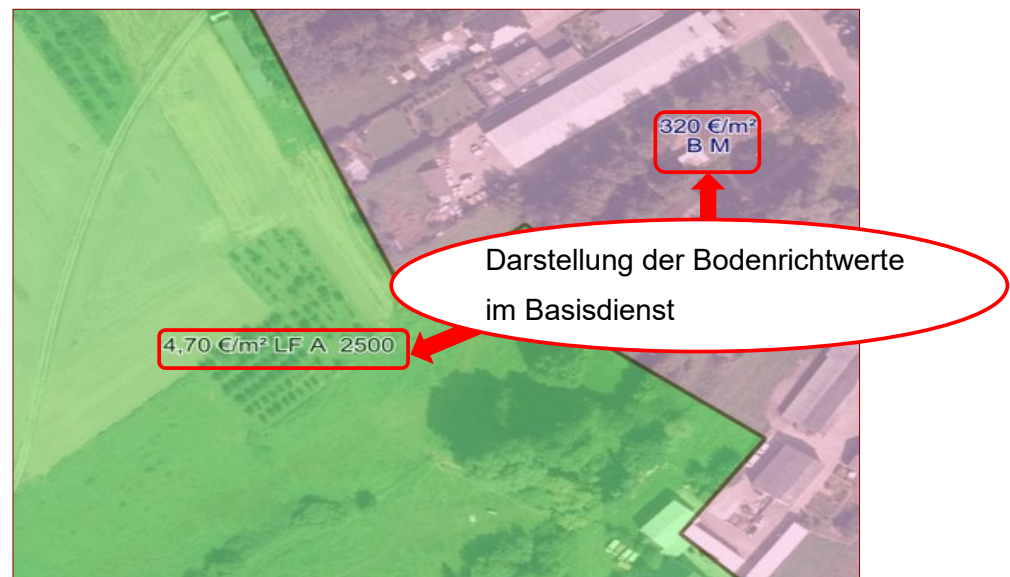 320 €/m²
B M
Darstellung der Bodenrichtwerte
im Basisdienst
4,70 €/m² LF A 2500